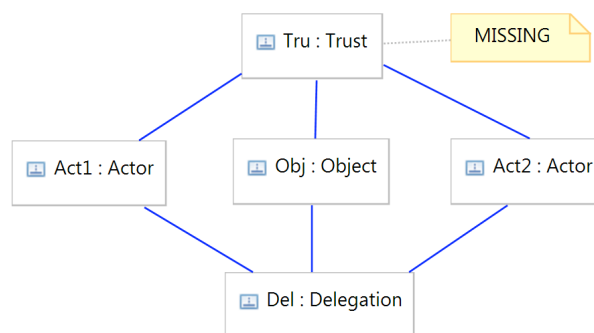 Tru : Trust
MISSING
Act1 : Actor
Obj : Object
Act2 : Actor
Del : Delegation